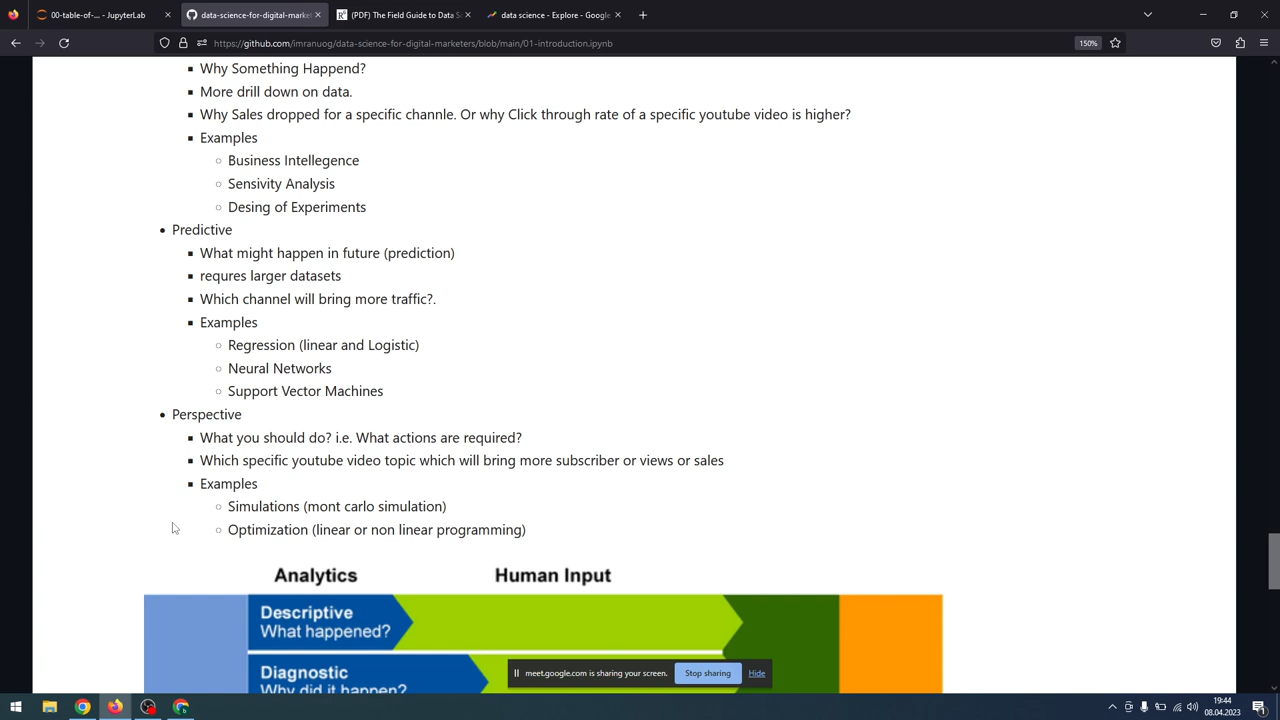 00-table-of-... - JupyterLab
data-science-for-digital-market
(PDF) The Field Guide to Data S
data science - Explore - Google
https://github.com/imranuog/data-science-for-digital-marketers/blob/main/01-introduction.ipynb
150%
Why Something Happend?
More drill down on data.
Why Sales dropped for a specific channle. Or why Click through rate of a specific youtube video is higher?
Examples
Business Intellegence
Sensivity Analysis
Desing of Experiments
Predictive
What might happen in future (prediction)
requres larger datasets
Which channel will bring more traffic?.
Examples
Regression (linear and Logistic)
Neural Networks
Support Vector Machines
Perspective
What you should do? i.e. What actions are required?
Which specific youtube video topic which will bring more subscriber or views or sales
Examples
Simulations (mont carlo simulation)
Optimization (linear or non linear programming)
Analytics Human Input
Descriptive
What happened?
Diagnostic
Why did it happen?
meet.google.com is sharing your screen. Stop sharing Hide
19:44
08.04.2023